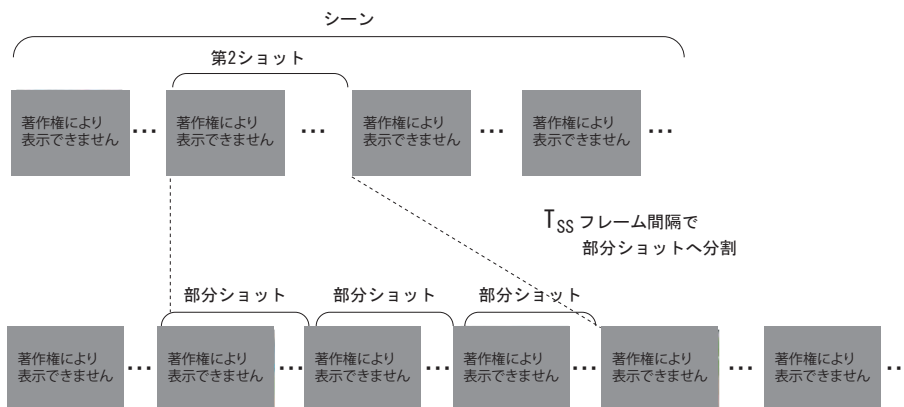 シーン
第2ショット
著作権により
表示できません
...
著作権により
表示できません
...
著作権により
表示できません
...
著作権により
表示できません
...
TSS フレーム間隔で
部分ショットへ分割
部分ショット
部分ショット
部分ショット
著作権により
表示できません
...
著作権により
表示できません
...
著作権により
表示できません
...
著作権により
表示できません
...
著作権により
表示できません
...
著作権により
表示できません
..